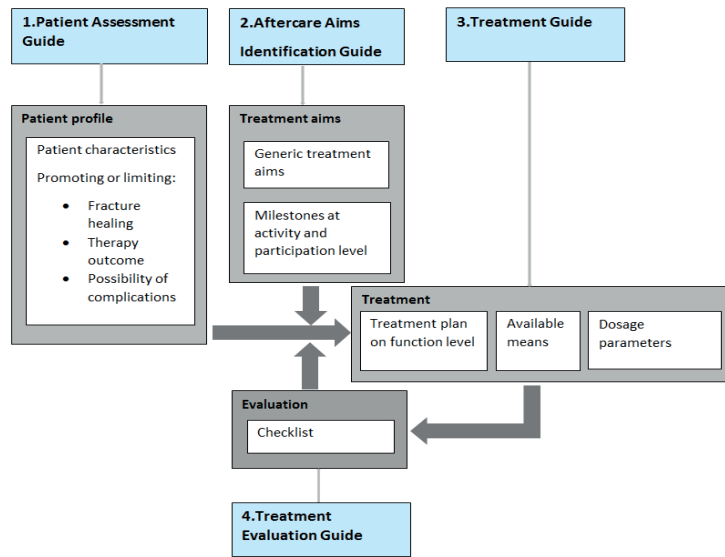 1.Patient Assessment
Guide
2.Aftercare Aims
Identification Guide
3.Treatment Guide
Patient profile
Patient characteristics
Promoting or limiting:
• Fracture
healing
• Therapy
outcome
• Possibility of
complications
Treatment aims
Generic treatment
aims
Milestones at
activity and
participation level
Treatment
Treatment plan
on function level
Available
means
Dosage
parameters
Evaluation
Checklist
4.Treatment
Evaluation Guide